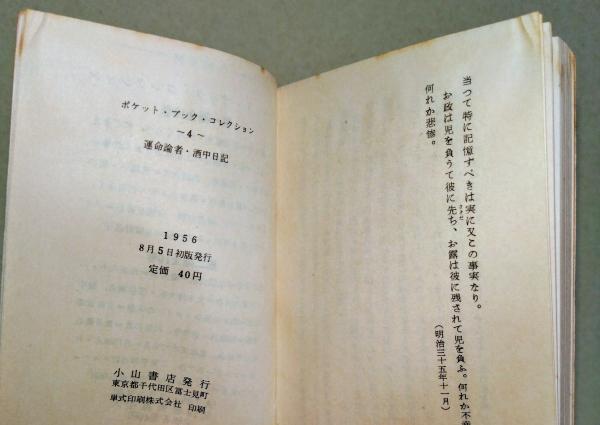 当つて特に記憶すべきは実に又この事実なり。
お政は児を負うて彼に先ち、お露は彼に残されて児を負ふ。何れか不
何れか悲惨。
(明治三十五年十一月)
ポケット・ブック・コレクション
―4―
運命論者・酒中日記
1956
8月5日初版発行
定価 40円
小山書店発行
東京都千代田区富士見町
単式印刷株式会社 印刷